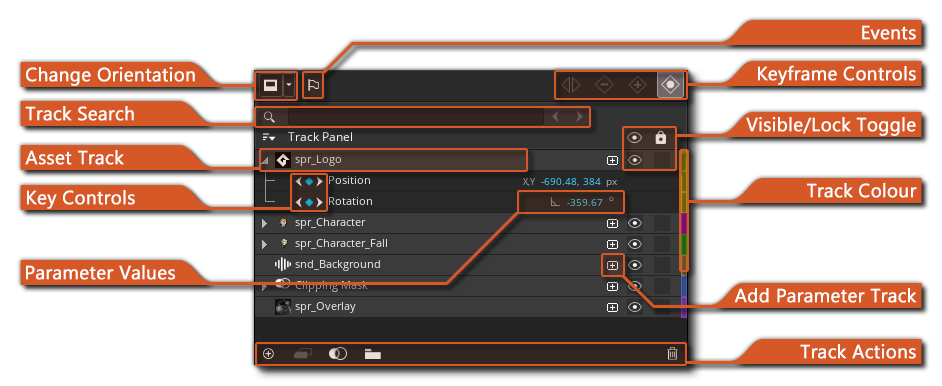 Events
Change Orientation
Keyframe Controls
Track Search
Visible/Lock Toggle
Track Panel
Asset Track
spr_Logo
Position
X,Y -690.48, 384 px
Track Colour
Key Controls
Rotation
-359.67 °
spr_Character
spr_Character_Fall
snd_Background
Parameter Values
Clipping Mask
Add Parameter Track
spr_Overlay
Track Actions